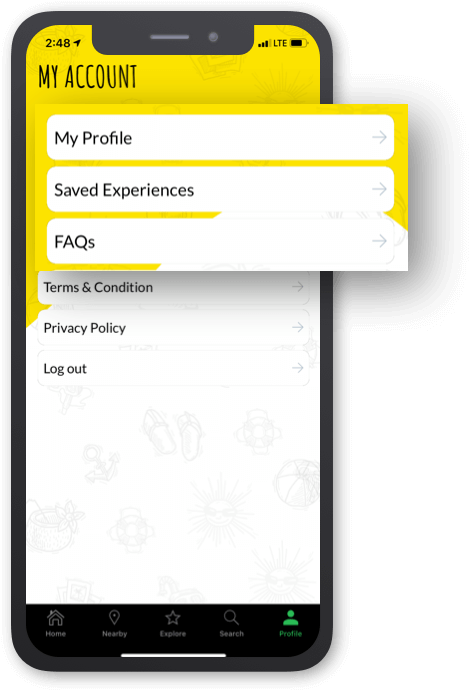 2:48 LTE
MY ACCOUNT
My Profile
Saved Experiences
FAQs
Terms & Condition
Privacy Policy
Log out
Home Nearby Explore Search Profile